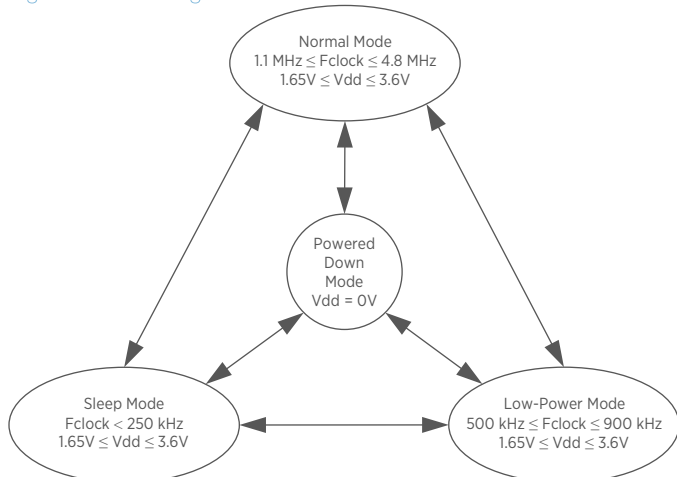 Normal Mode
1.1 MHz ≤ Fclock ≤ 4.8 MHz
1.65V ≤ Vdd ≤ 3.6V
Powered
Down
Mode
Vdd = 0V
Sleep Mode
Fclock < 250 kHz
1.65V ≤ Vdd ≤ 3.6V
Low-Power Mode
500 kHz ≤ Fclock ≤ 900 kHz
1.65V ≤ Vdd ≤ 3.6V